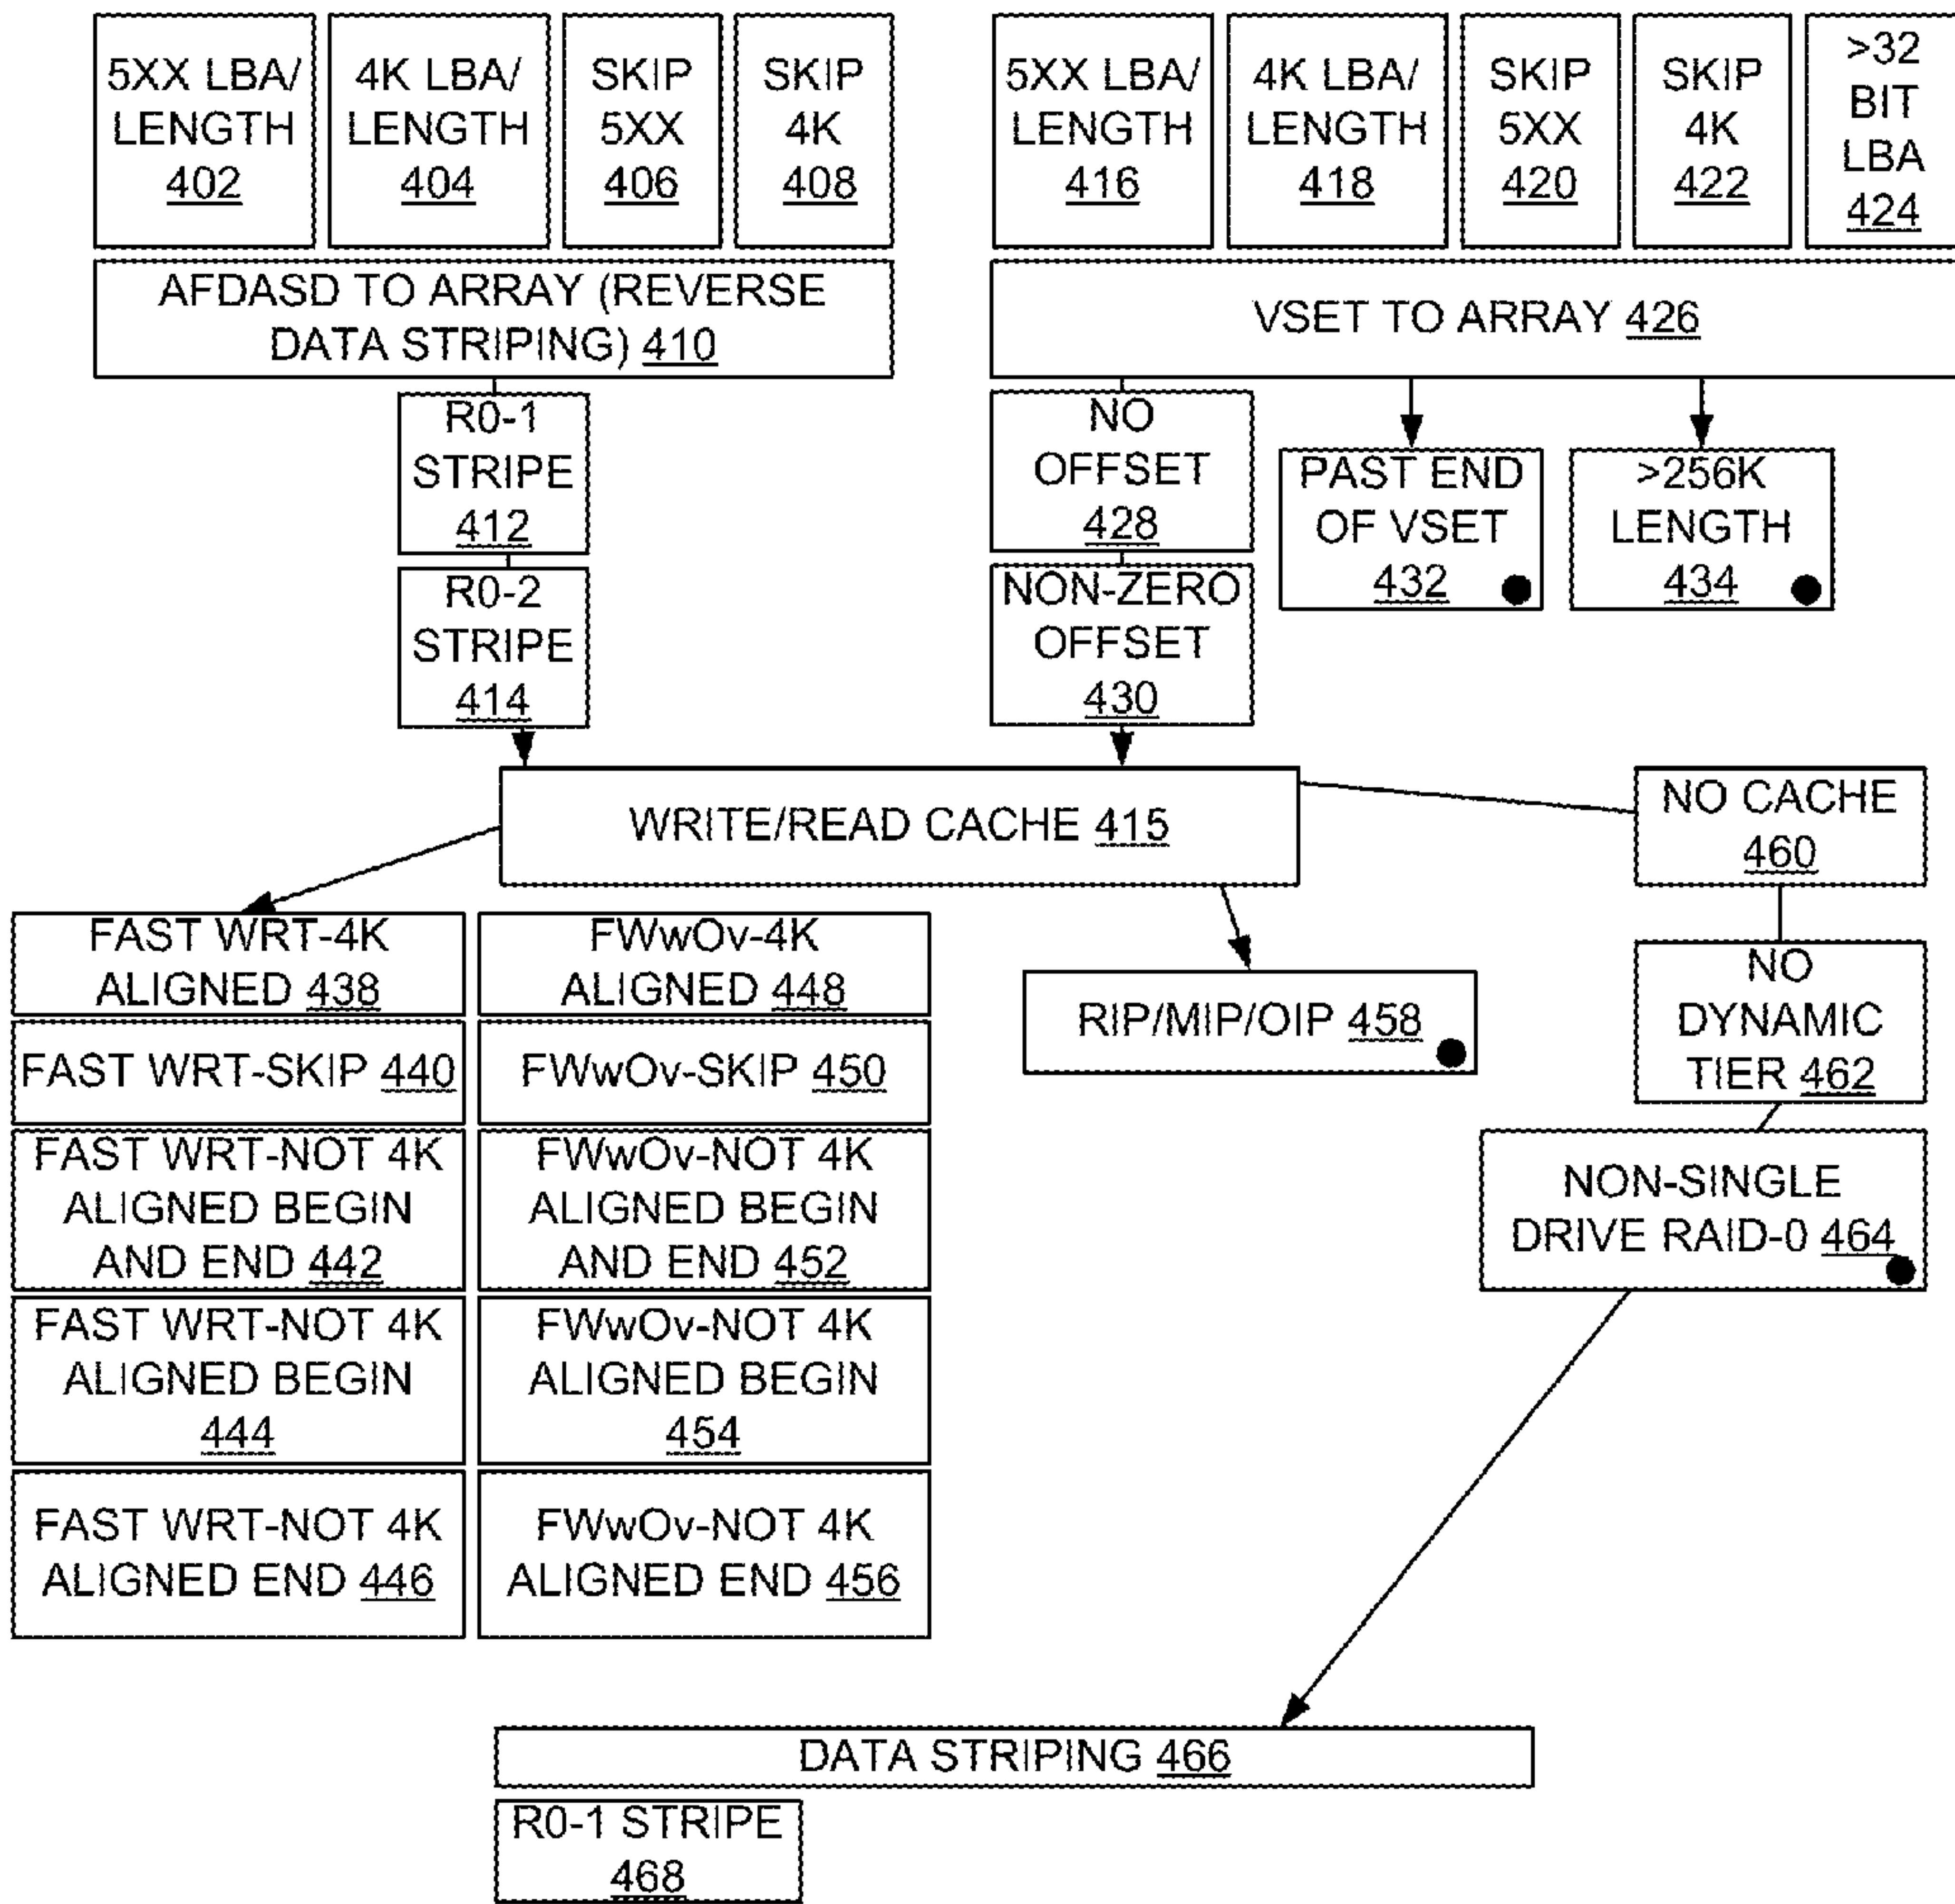 5XX LBA/
LENGTH
402
4K LBA/
LENGTH
404
SKIP
5XX
406
SKIP
4K
408
AFDASD TO ARRAY (REVERSE
DATA STRIPING) 410
R0-1
STRIPE
412
R0-2
STRIPE
414
5XX LBA/
LENGTH
416
4K LBA/
LENGTH
418
SKIP
5XX
420
SKIP
4K
422
>32
BIT
LBA
424
VSET TO ARRAY 426
NO
OFFSET
428
NON-ZERO
OFFSET
430
PAST END
OF VSET
432
>256K
LENGTH
434
WRITE/READ CACHE 415
NO CACHE
460
FAST WRT-4K
ALIGNED 438
FAST WRT-SKIP 440
FAST WRT-NOT 4K
ALIGNED BEGIN
AND END 442
FAST WRT-NOT 4K
ALIGNED BEGIN
444
FAST WRT-NOT 4K
ALIGNED END 446
FWwOv-4K
ALIGNED 448
FWwOv-SKIP 450
FWwOv-NOT 4K
ALIGNED BEGIN
AND END 452
FWwOv-NOT 4K
ALIGNED BEGIN
454
FWwOv-NOT 4K
ALIGNED END 456
RIP/MIP/OIP 458
NO
DYNAMIC
TIER 462
NON-SINGLE
DRIVE RAID-0 464
DATA STRIPING 466
R0-1 STRIPE
468